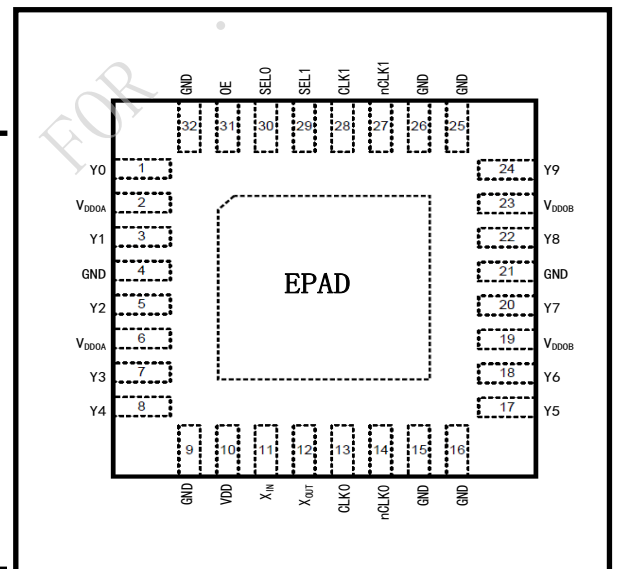 FOR
GND OE SEL0 SEL1 CLK1 nCLK1 GND GND
32 31 30 29 28 27 26 25
Y0 1 24 Y9
VDDOA 2 23 VDDOB
Y1 3 22 Y8
GND 4 21 GND
Y2 5 20 Y7
VDDOA 6 19 VDDOB
Y3 7 18 Y6
Y4 8 17 Y5
EPAD
9 10 11 12 13 14 15 16
GND VDD XIN XOUT CLK0 nCLK0 GND GND